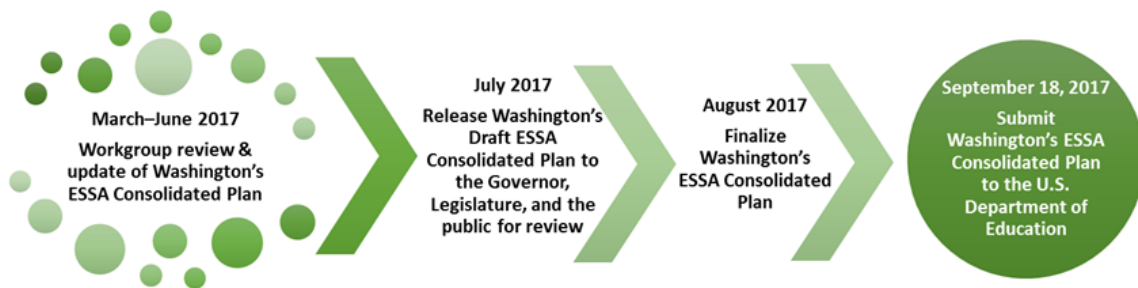 March–June 2017
Workgroup review &
update of Washington's
ESSA Consolidated Plan
July 2017
Release Washington's
Draft ESSA
Consolidated Plan to
the Governor,
Legislature, and the
public for review
August 2017
Finalize
Washington's
ESSA Consolidated
Plan
September 18, 2017
Submit
Washington's ESSA
Consolidated Plan
to the U.S.
Department of
Education